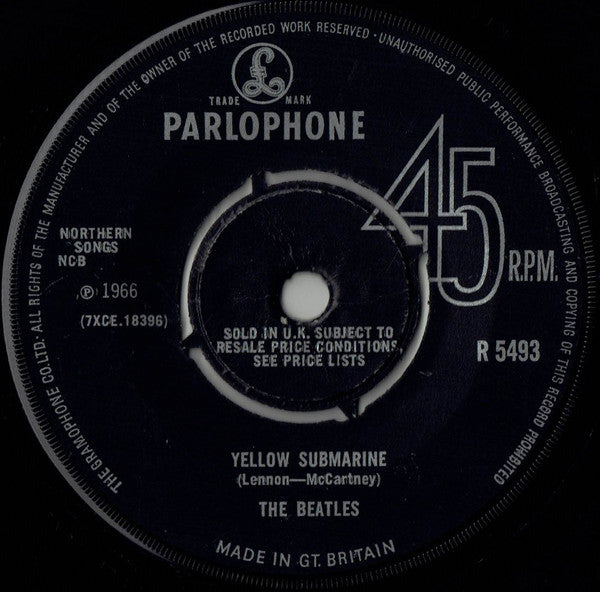 THE GRAMOPHONE CO.LTD. · ALL RIGHTS OF THE MANUFACTURER AND OF THE OWNER OF THE RECORDED WORK RESERVED · UNAUTHORISED PUBLIC PERFORMANCE BROADCASTING AND COPYING OF THIS RECORD PROHIBITED
£
TRADE MARK
PARLOPHONE
45
R.P.M.
NORTHERN
SONGS
NCB
℗ 1966
(7XCE.18396)
SOLD IN U.K. SUBJECT TO
RESALE PRICE CONDITIONS,
SEE PRICE LISTS
R 5493
YELLOW SUBMARINE
(Lennon—McCartney)
THE BEATLES
MADE IN GT. BRITAIN